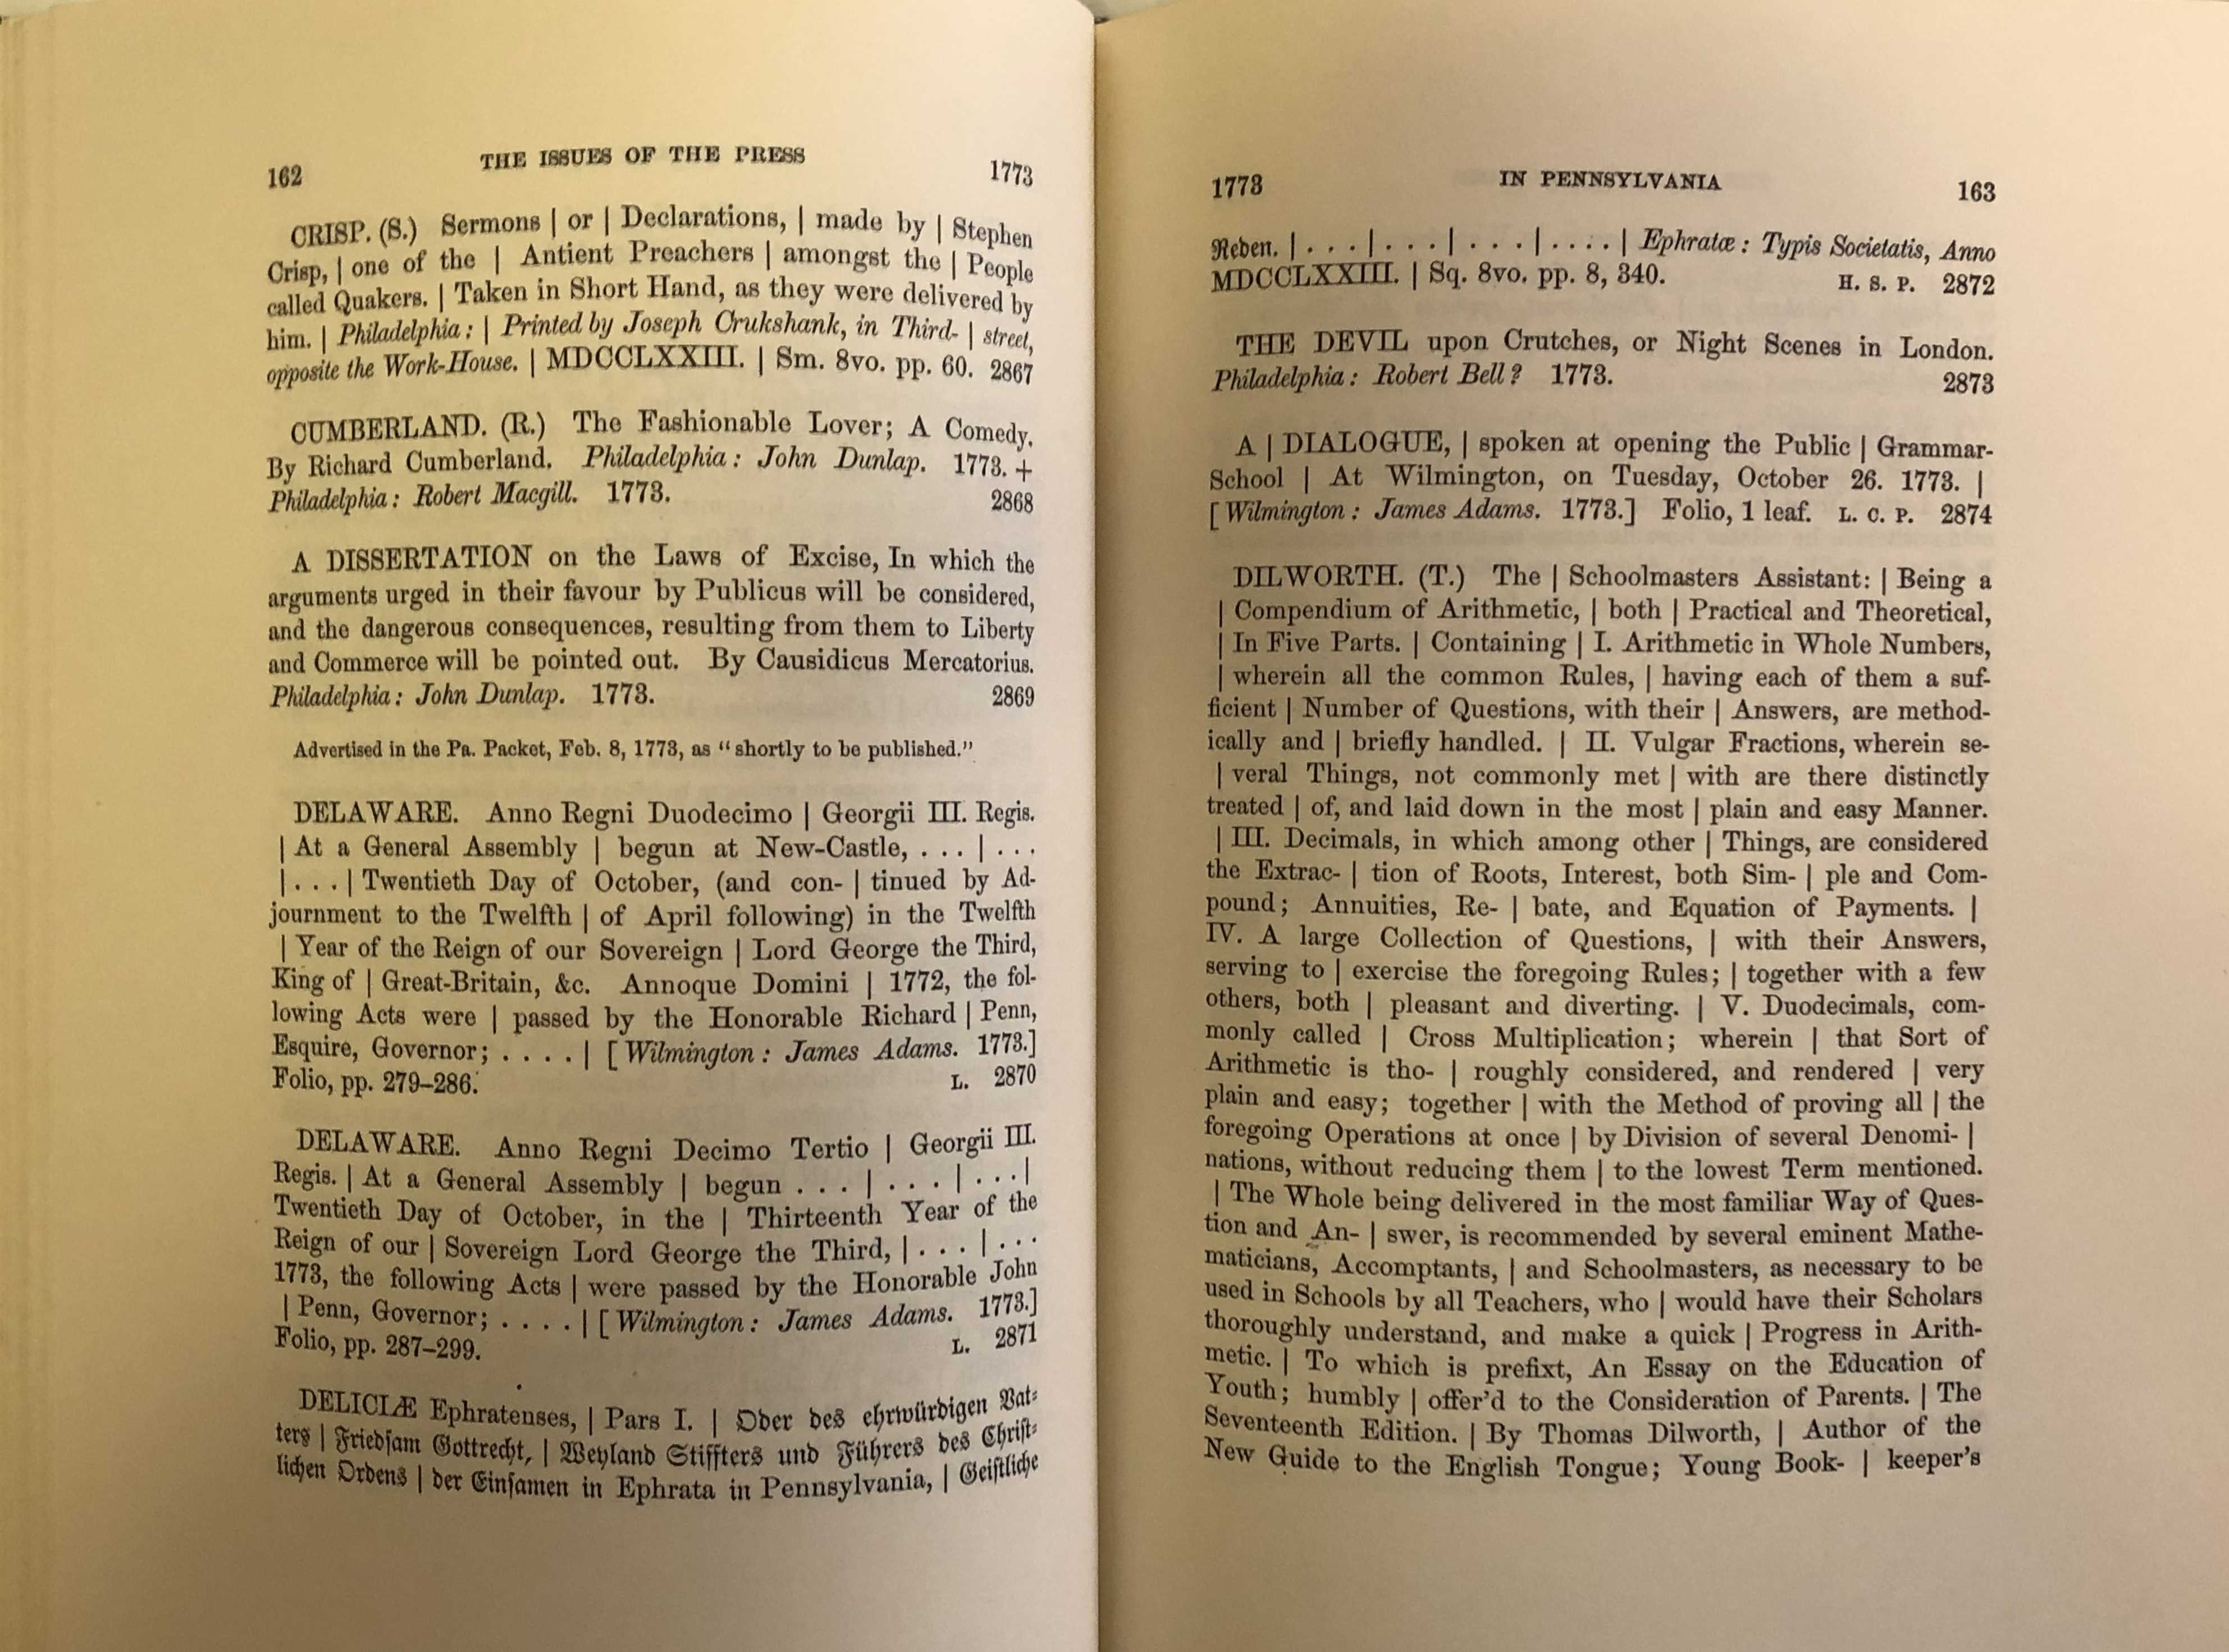 162
THE ISSUES OF THE PRESS
1773
CRISP. (S.) Sermons | or | Declarations, | made by | Stephen
Crisp, | one of the | Antient Preachers | amongst the | People
called Quakers. | Taken in Short Hand, as they were delivered by
him. | Philadelphia: | Printed by Joseph Crukshank, in Third- | street,
opposite the Work-House. | MDCCLXXIII. | Sm. 8vo. pp. 60. 2867
CUMBERLAND. (R.) The Fashionable Lover; A Comedy.
By Richard Cumberland. Philadelphia: John Dunlap. 1773. +
Philadelphia: Robert Macgill. 1773. 2868
A DISSERTATION on the Laws of Excise, In which the
arguments urged in their favour by Publicus will be considered,
and the dangerous consequences, resulting from them to Liberty
and Commerce will be pointed out. By Causidicus Mercatorius.
Philadelphia: John Dunlap. 1773. 2869
Advertised in the Pa. Packet, Feb. 8, 1773, as "shortly to be published."
DELAWARE. Anno Regni Duodecimo | Georgii III. Regis.
| At a General Assembly | begun at New-Castle, . . . | . . .
| . . . | Twentieth Day of October, (and con- | tinued by Ad-
journment to the Twelfth | of April following) in the Twelfth
| Year of the Reign of our Sovereign | Lord George the Third,
King of | Great-Britain, &c. Annoque Domini | 1772, the fol-
lowing Acts were | passed by the Honorable Richard | Penn,
Esquire, Governor; . . . . | [Wilmington: James Adams. 1773.]
Folio, pp. 279–286. L. 2870
DELAWARE. Anno Regni Decimo Tertio | Georgii III.
Regis. | At a General Assembly | begun . . . | . . . | . . . |
Twentieth Day of October, in the | Thirteenth Year of the
Reign of our | Sovereign Lord George the Third, | . . . | . . .
1773, the following Acts | were passed by the Honorable John
| Penn, Governor; . . . . | [Wilmington: James Adams. 1773.]
Folio, pp. 287–299. L. 2871
DELICIÆ Ephratenses, | Pars I. | Oder des ehrwürdigen Vat-
ters | Friedsam Gottrecht, | Weyland Stiffters und Führers des Christ-
lichen Ordens | der Einsamen in Ephrata in Pennsylvania, | Geistliche
1773
IN PENNSYLVANIA
163
Reden. | . . . | . . . | . . . | . . . . | Ephratæ: Typis Societatis, Anno
MDCCLXXIII. | Sq. 8vo. pp. 8, 340. H. S. P. 2872
THE DEVIL upon Crutches, or Night Scenes in London.
Philadelphia: Robert Bell? 1773. 2873
A | DIALOGUE, | spoken at opening the Public | Grammar-
School | At Wilmington, on Tuesday, October 26. 1773. |
[Wilmington: James Adams. 1773.] Folio, 1 leaf. L. C. P. 2874
DILWORTH. (T.) The | Schoolmasters Assistant: | Being a
| Compendium of Arithmetic, | both | Practical and Theoretical,
| In Five Parts. | Containing | I. Arithmetic in Whole Numbers,
| wherein all the common Rules, | having each of them a suf-
ficient | Number of Questions, with their | Answers, are method-
ically and | briefly handled. | II. Vulgar Fractions, wherein se-
| veral Things, not commonly met | with are there distinctly
treated | of, and laid down in the most | plain and easy Manner.
| III. Decimals, in which among other | Things, are considered
the Extrac- | tion of Roots, Interest, both Sim- | ple and Com-
pound; Annuities, Re- | bate, and Equation of Payments. |
IV. A large Collection of Questions, | with their Answers,
serving to | exercise the foregoing Rules; | together with a few
others, both | pleasant and diverting. | V. Duodecimals, com-
monly called | Cross Multiplication; wherein | that Sort of
Arithmetic is tho- | roughly considered, and rendered | very
plain and easy; together | with the Method of proving all | the
foregoing Operations at once | by Division of several Denomi- |
nations, without reducing them | to the lowest Term mentioned.
| The Whole being delivered in the most familiar Way of Ques-
tion and An- | swer, is recommended by several eminent Mathe-
maticians, Accomptants, | and Schoolmasters, as necessary to be
used in Schools by all Teachers, who | would have their Scholars
thoroughly understand, and make a quick | Progress in Arith-
metic. | To which is prefixt, An Essay on the Education of
Youth; humbly | offer'd to the Consideration of Parents. | The
Seventeenth Edition. | By Thomas Dilworth, | Author of the
New Guide to the English Tongue; Young Book- | keeper's